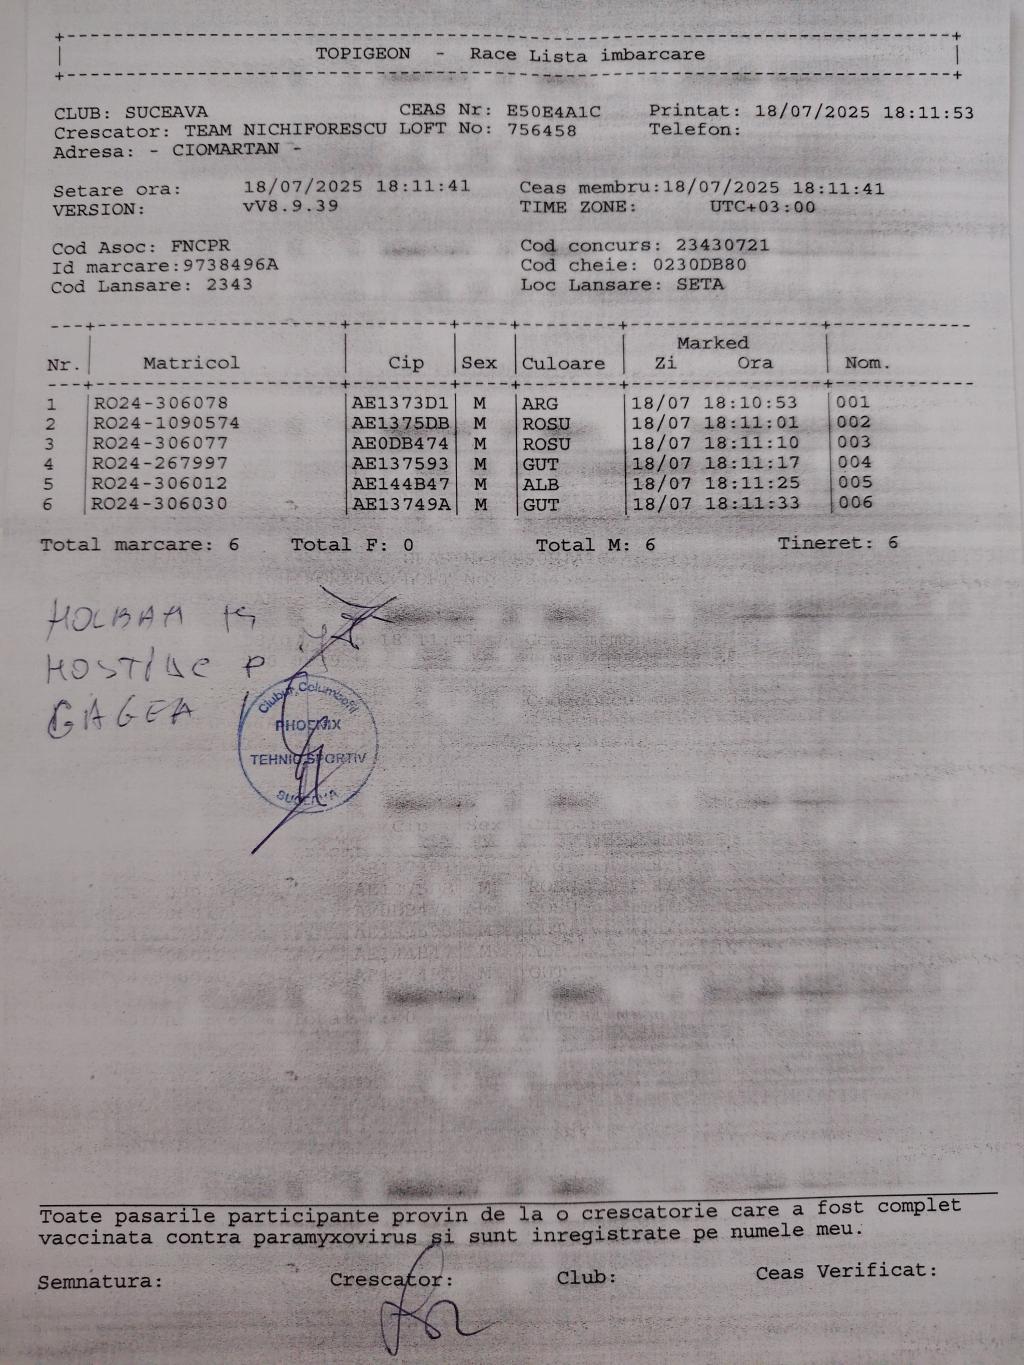 TOPIGEON - Race Lista imbarcare
CLUB: SUCEAVA CEAS Nr: E50E4A1C Printat: 18/07/2025 18:11:53
Crescator: TEAM NICHIFORESCU LOFT No: 756458 Telefon:
Adresa: - CIOMARTAN -
Setare ora: 18/07/2025 18:11:41 Ceas membru:18/07/2025 18:11:41
VERSION: vV8.9.39 TIME ZONE: UTC+03:00
Cod Asoc: FNCPR Cod concurs: 23430721
Id marcare:9738496A Cod cheie: 0230DB80
Cod Lansare: 2343 Loc Lansare: SETA
Marked
Nr. Matricol Cip Sex Culoare Zi Ora Nom.
1 RO24-306078 AE1373D1 M ARG 18/07 18:10:53 001
2 RO24-1090574 AE1375DB M ROSU 18/07 18:11:01 002
3 RO24-306077 AE0DB474 M ROSU 18/07 18:11:10 003
4 RO24-267997 AE137593 M GUT 18/07 18:11:17 004
5 RO24-306012 AE144B47 M ALB 18/07 18:11:25 005
6 RO24-306030 AE13749A M GUT 18/07 18:11:33 006
Total marcare: 6 Total F: 0 Total M: 6 Tineret: 6
HOLBAN
HOSTIUC P
GAGEA
Clubul Columbofil
PHOENIX
TEHNIC SPORTIV
SUCEAVA
Toate pasarile participante provin de la o crescatorie care a fost complet
vaccinata contra paramyxovirus si sunt inregistrate pe numele meu.
Semnatura: Crescator: Club: Ceas Verificat: